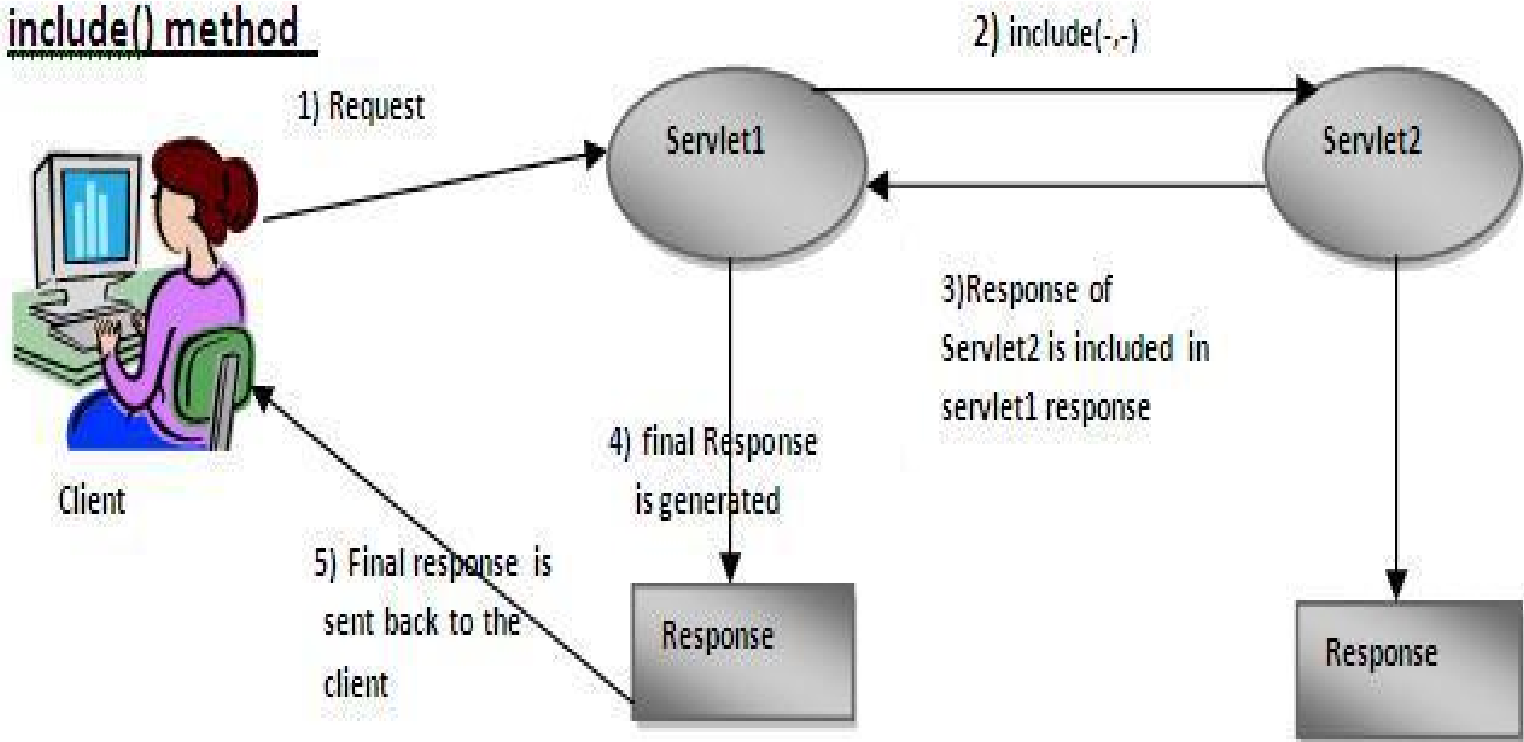 include() method
2) include(-,-)
1) Request
Servlet1
Servlet2
3)Response of
Servlet2 is included in
servlet1 response
4) final Response
is generated
Client
5) Final response is
sent back to the
client
Response
Response